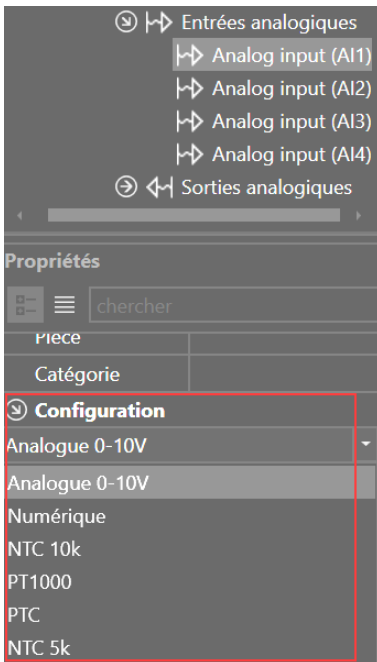 Entrées analogiques
Analog input (AI1)
Analog input (AI2)
Analog input (AI3)
Analog input (AI4)
Sorties analogiques
Propriétés
chercher
Pièce
Catégorie
Configuration
Analogue 0-10V
Analogue 0-10V
Numérique
NTC 10k
PT1000
PTC
NTC 5k